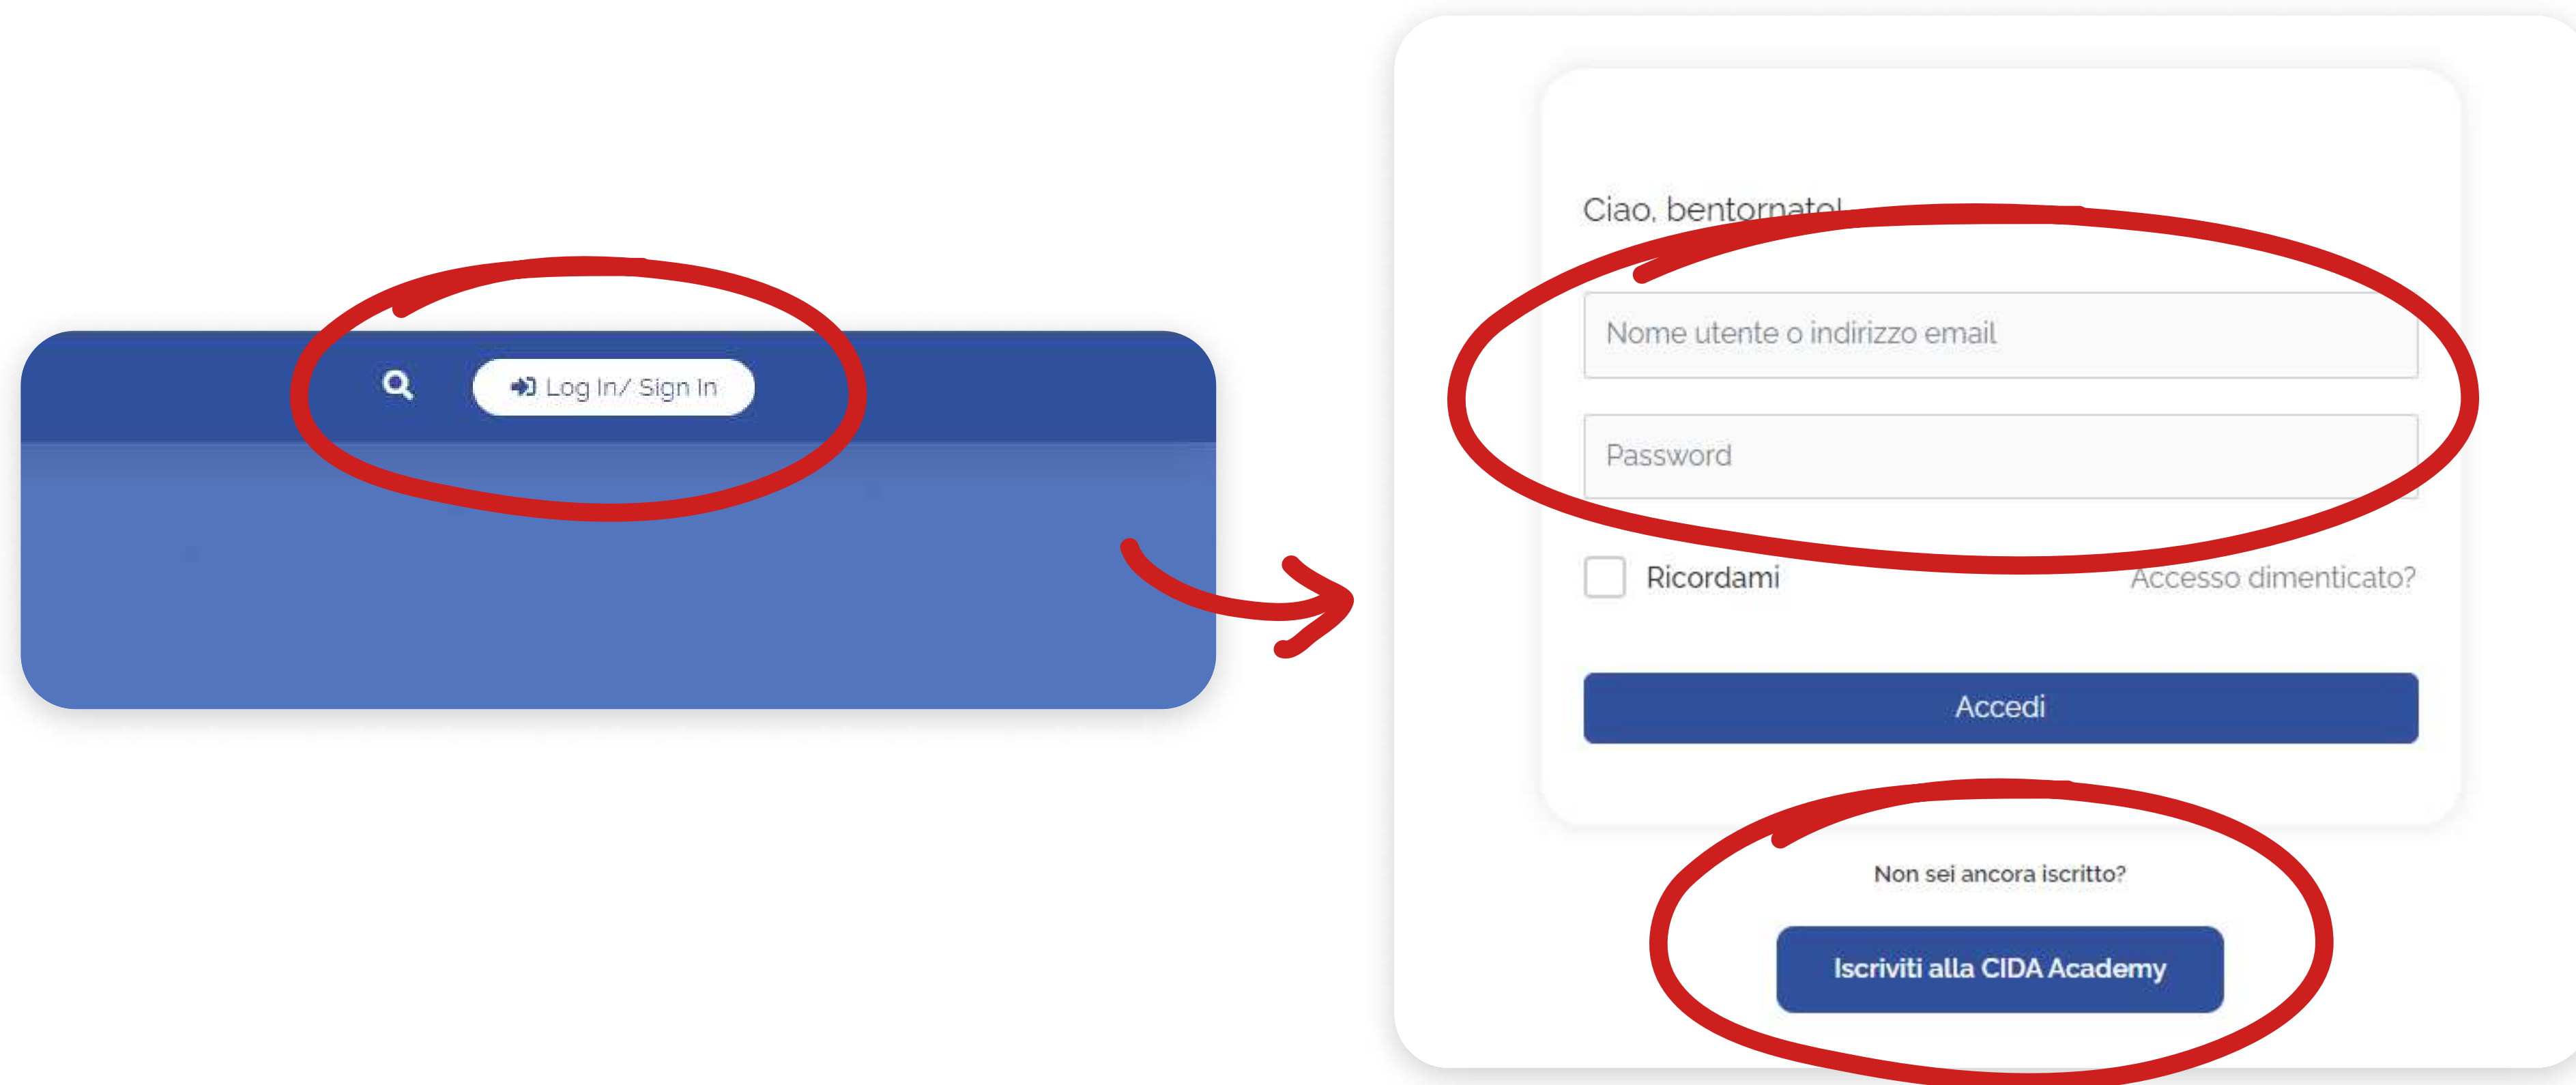 Log In/ Sign In
Ciao, bentornato!
Nome utente o indirizzo email
Password
Ricordami
Accesso dimenticato?
Accedi
Non sei ancora iscritto?
Iscriviti alla CIDA Academy